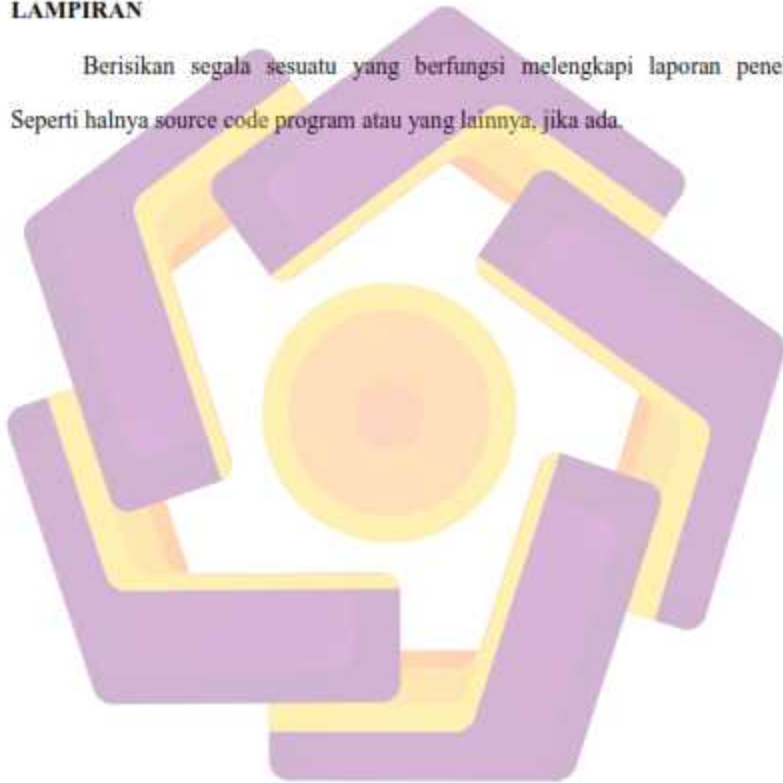 LAMPIRAN
Berisikan segala sesuatu yang berfungsi melengkapi laporan pene
Seperti halnya source code program atau yang lainnya, jika ada.